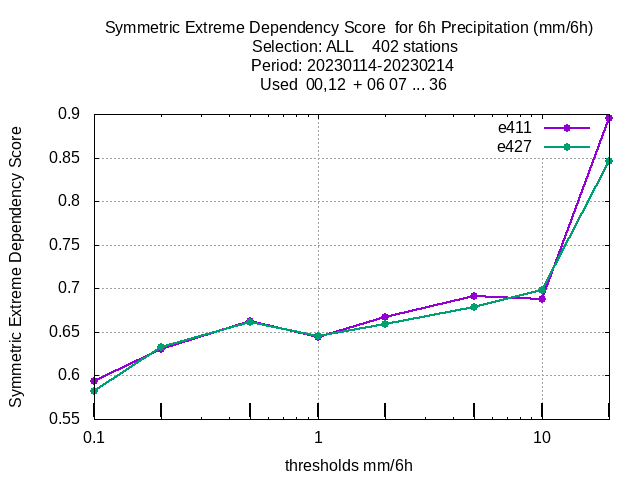 Symmetric Extreme Dependency Score  for 6h Precipitation (mm/6h)
Selection: ALL    402 stations
Period: 20230114-20230214
Used  00,12  + 06 07 ... 36
0.9
e411
e427
0.85
0.8
0.75
0.7
0.65
0.6
0.55
Symmetric Extreme Dependency Score
0.1 1 10
thresholds mm/6h